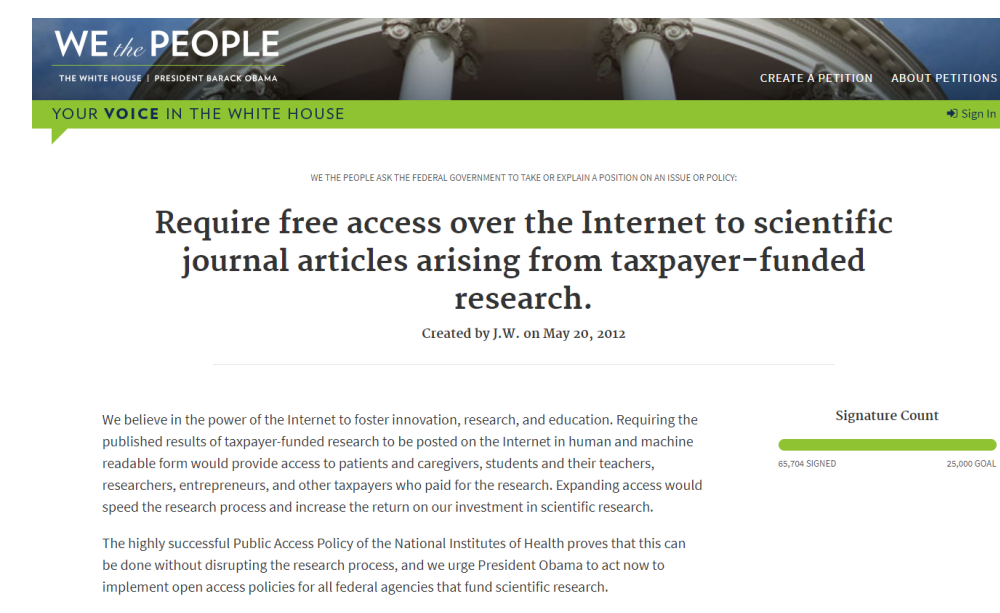 WE the PEOPLE
THE WHITE HOUSE | PRESIDENT BARACK OBAMA
CREATE A PETITION ABOUT PETITIONS
YOUR VOICE IN THE WHITE HOUSE
Sign In
WE THE PEOPLE ASK THE FEDERAL GOVERNMENT TO TAKE OR EXPLAIN A POSITION ON AN ISSUE OR POLICY:
Require free access over the Internet to scientific
journal articles arising from taxpayer-funded
research.
Created by J.W. on May 20, 2012
We believe in the power of the Internet to foster innovation, research, and education. Requiring the
published results of taxpayer-funded research to be posted on the Internet in human and machine
readable form would provide access to patients and caregivers, students and their teachers,
researchers, entrepreneurs, and other taxpayers who paid for the research. Expanding access would
speed the research process and increase the return on our investment in scientific research.
The highly successful Public Access Policy of the National Institutes of Health proves that this can
be done without disrupting the research process, and we urge President Obama to act now to
implement open access policies for all federal agencies that fund scientific research.
Signature Count
65,704 SIGNED
25,000 GOAL